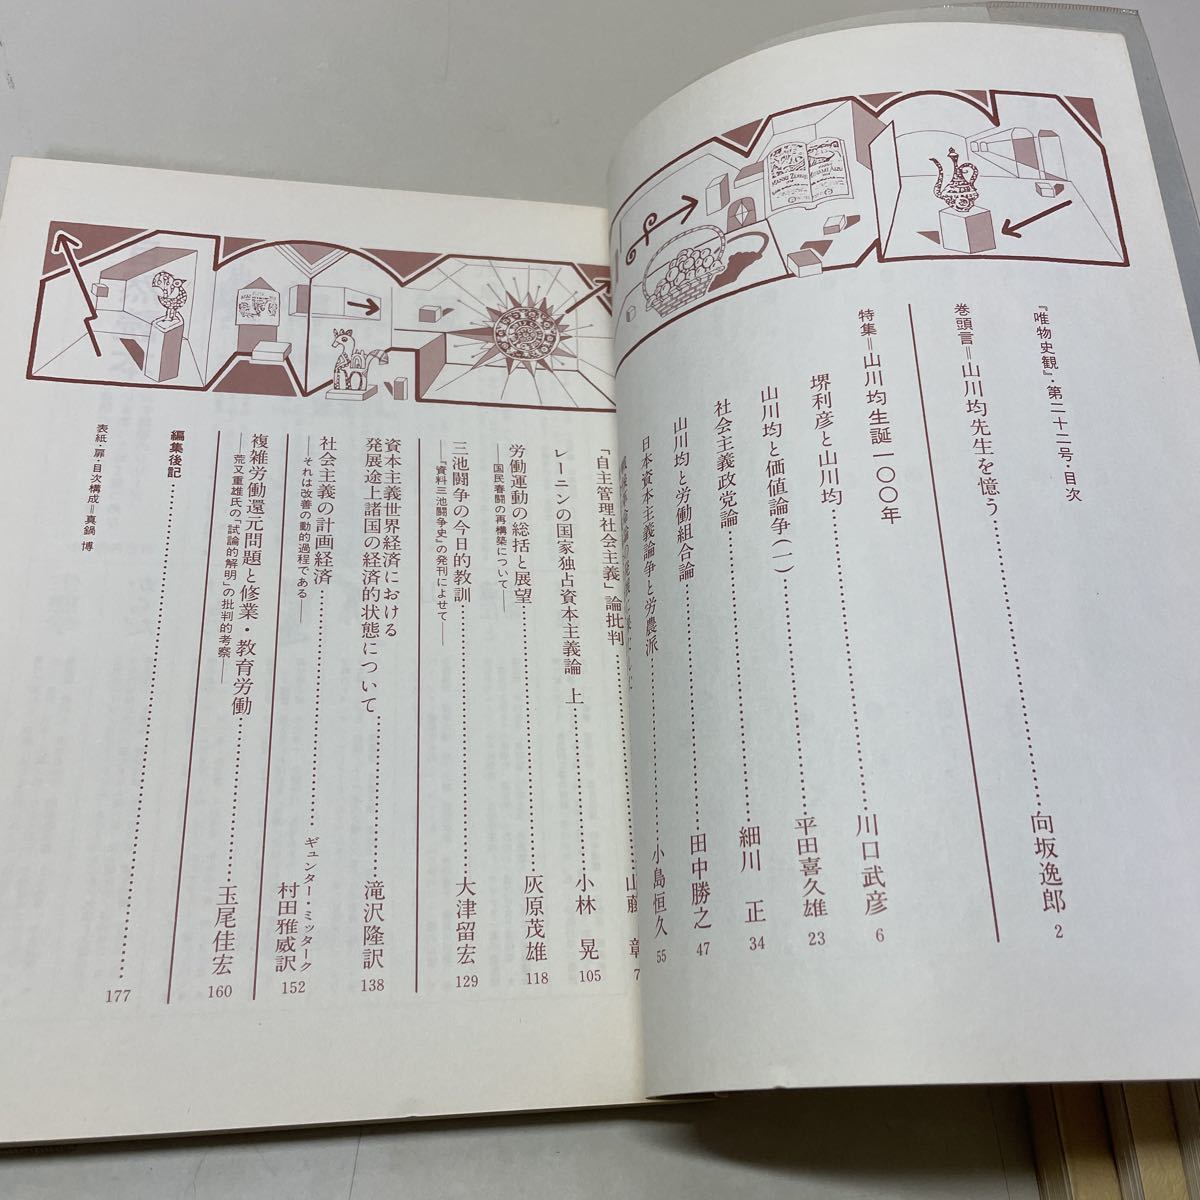 『唯物史観』・第二十二号・目次
巻頭言＝山川均先生を憶う……向坂逸郎 2
特集＝山川均生誕一〇〇年
堺利彦と山川均……川口武彦 6
山川均と価値論争(一)……平田喜久雄 23
社会主義政党論……細川 正 34
山川均と労働組合論……田中勝之 47
日本資本主義論争と労農派……小島恒久 55
「自主管理社会主義」論批判
レーニンの国家独占資本主義論 上……小林 晃 105
労働運動の総括と展望……灰原茂雄 118
――国民春闘の再構築について――
三池闘争の今日的教訓……大津留宏 129
――『資料三池闘争史』の発刊によせて――
資本主義世界経済における
発展途上諸国の経済的状態について……滝沢隆訳 138
社会主義の計画経済……ギュンター・ミッターク
村田雅威訳 152
――それは改善の動的過程である――
複雑労働還元問題と修業・教育労働……玉尾佳宏 160
――荒又重雄氏の「試論的解明」の批判的考察――
編集後記……177
表紙・扉・目次構成＝真鍋 博